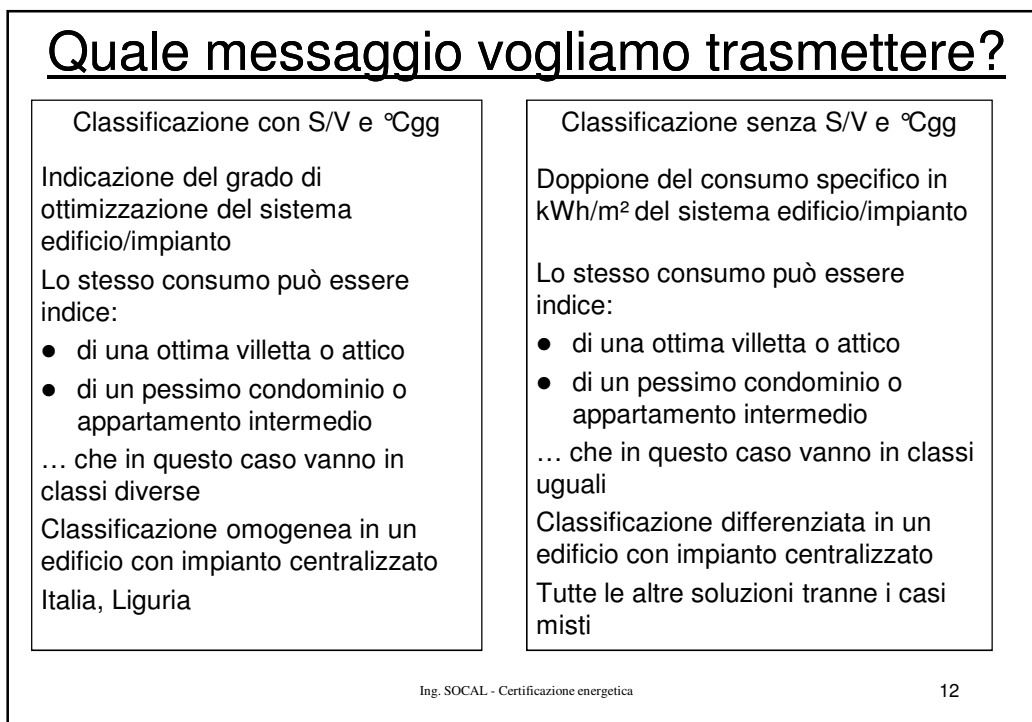 Quale messaggio vogliamo trasmettere?
Classificazione con S/V e °Cgg
Indicazione del grado di
ottimizzazione del sistema
edificio/impianto
Lo stesso consumo può essere
indice:
● di una ottima villetta o attico
● di un pessimo condominio o
appartamento intermedio
… che in questo caso vanno in
classi diverse
Classificazione omogenea in un
edificio con impianto centralizzato
Italia, Liguria
Classificazione senza S/V e °Cgg
Doppione del consumo specifico in
kWh/m² del sistema edificio/impianto
Lo stesso consumo può essere
indice:
● di una ottima villetta o attico
● di un pessimo condominio o
appartamento intermedio
… che in questo caso vanno in classi
uguali
Classificazione differenziata in un
edificio con impianto centralizzato
Tutte le altre soluzioni tranne i casi
misti
Ing. SOCAL - Certificazione energetica
12